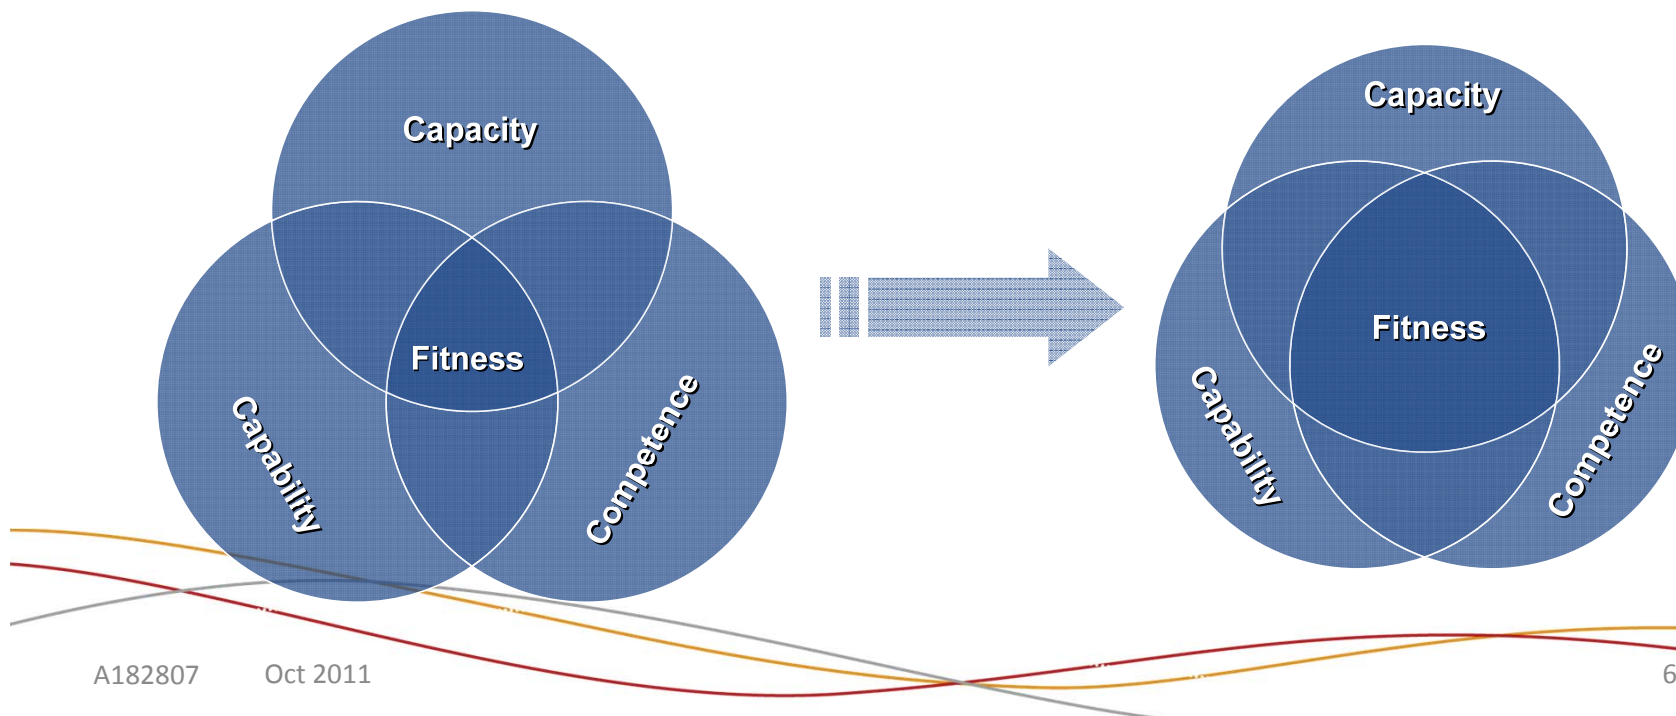 Capacity
Fitness
Capability
Competence
Capacity
Fitness
Capability
Competence
A182807 Oct 2011 6